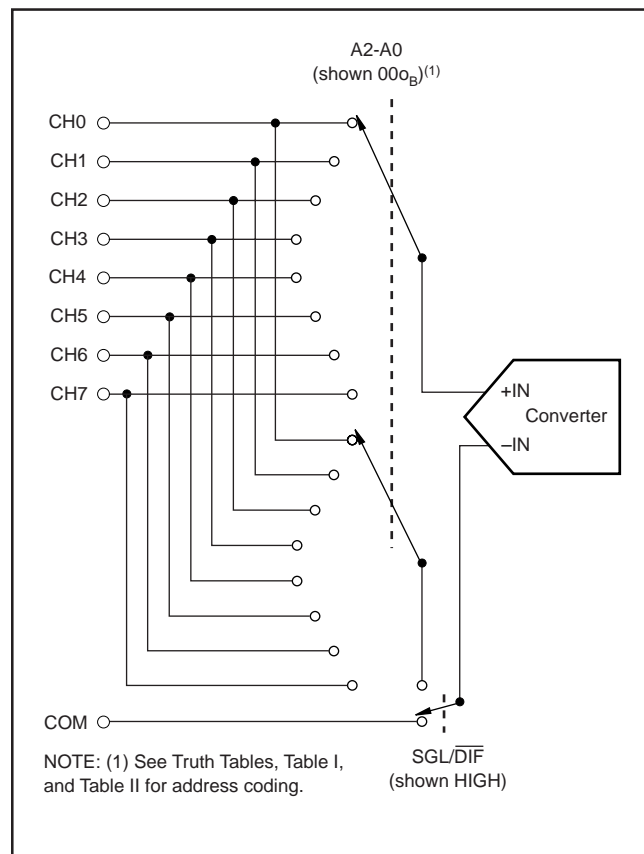 A2-A0
(shown 00oB)(1)
CH0
CH1
CH2
CH3
CH4
CH5
CH6
CH7
+IN
Converter
–IN
COM
SGL/DIF
(shown HIGH)
NOTE: (1) See Truth Tables, Table I,
and Table II for address coding.